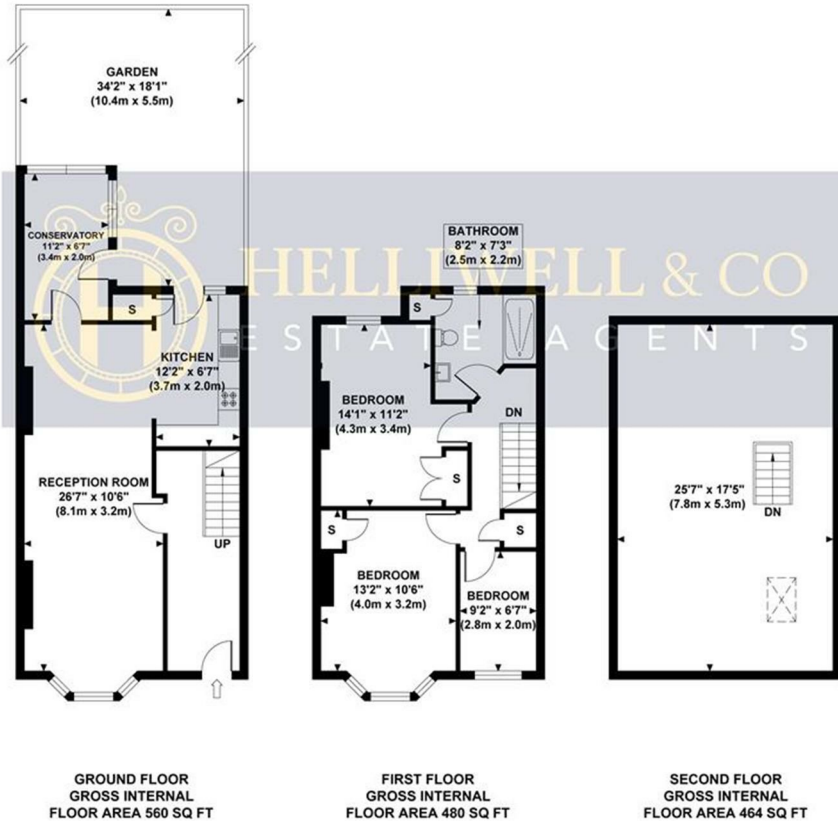 GARDEN
34'2" x 18'1"
(10.4m x 5.5m)
CONSERVATORY
11'2" x 6'7"
(3.4m x 2.0m)
S
KITCHEN
12'2" x 6'7"
(3.7m x 2.0m)
RECEPTION ROOM
26'7" x 10'6"
(8.1m x 3.2m)
UP
GROUND FLOOR
GROSS INTERNAL
FLOOR AREA 560 SQ FT
HELLIWELL & CO
ESTATE AGENTS
H
BATHROOM
8'2" x 7'3"
(2.5m x 2.2m)
S
BEDROOM
14'1" x 11'2"
(4.3m x 3.4m)
DN
S
S
S
BEDROOM
13'2" x 10'6"
(4.0m x 3.2m)
BEDROOM
9'2" x 6'7"
(2.8m x 2.0m)
FIRST FLOOR
GROSS INTERNAL
FLOOR AREA 480 SQ FT
25'7" x 17'5"
(7.8m x 5.3m)
DN
SECOND FLOOR
GROSS INTERNAL
FLOOR AREA 464 SQ FT